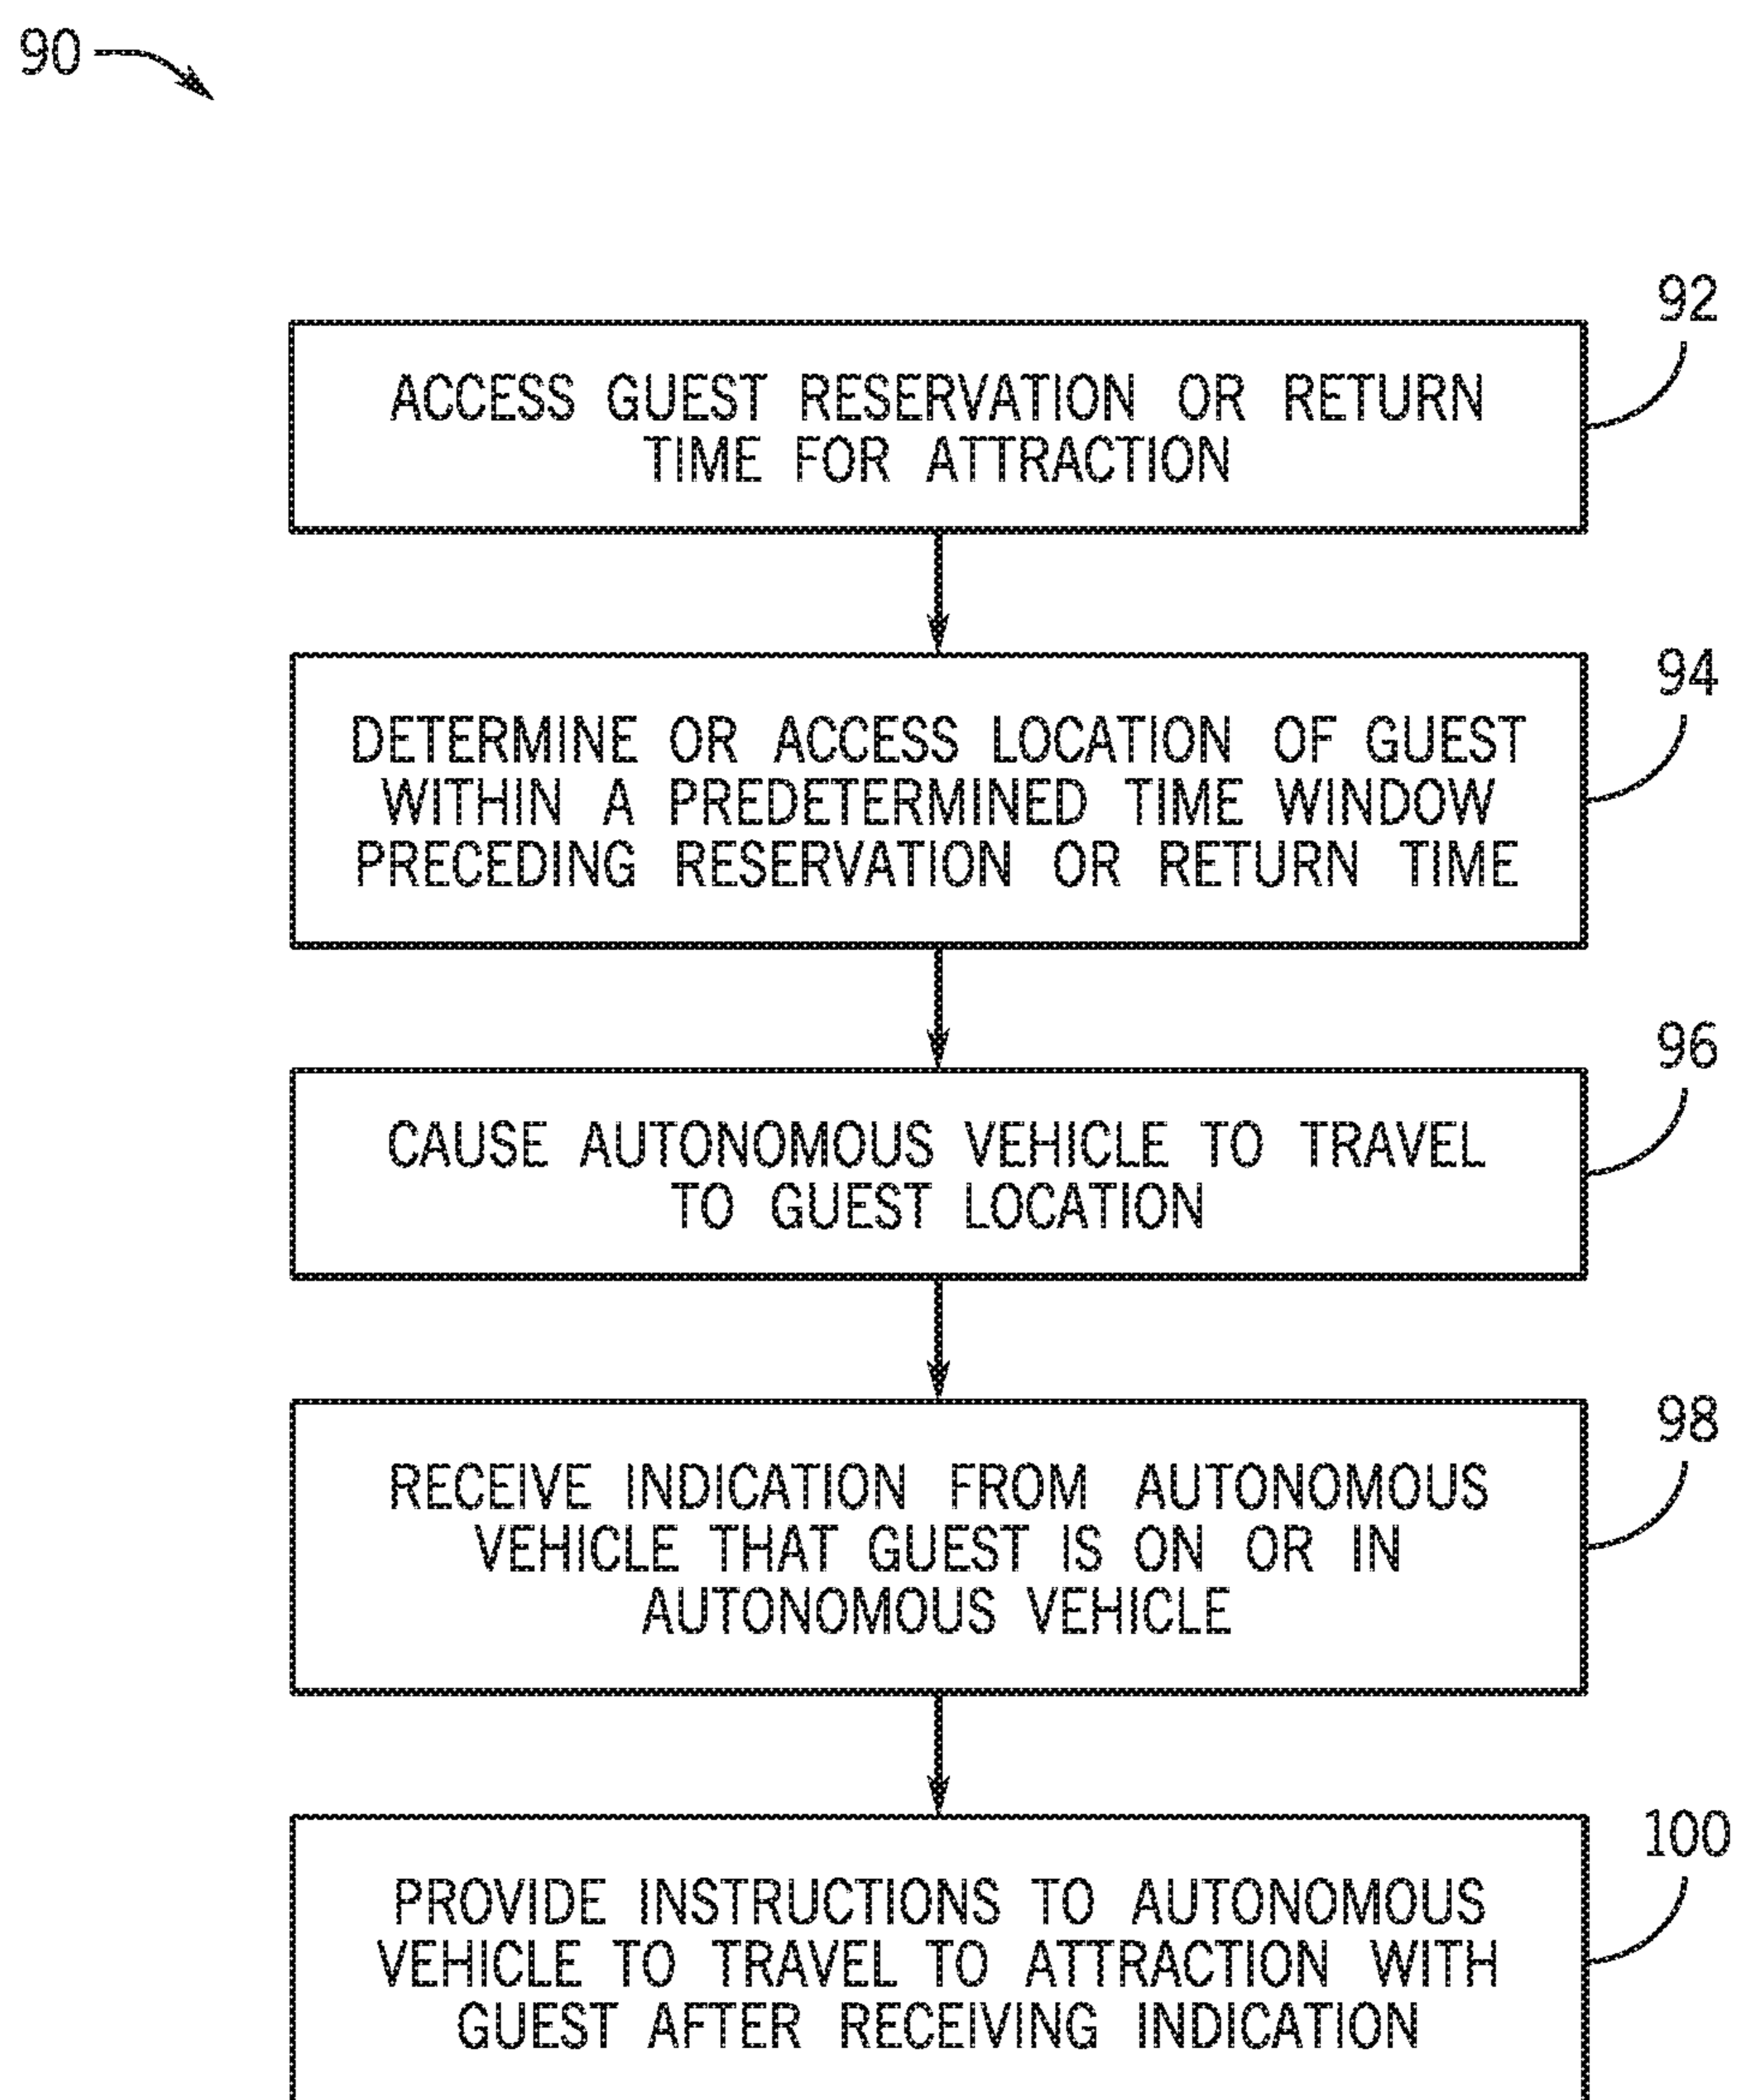 90
92
ACCESS GUEST RESERVATION OR RETURN
TIME FOR ATTRACTION
94
DETERMINE OR ACCESS LOCATION OF GUEST
WITHIN A PREDETERMINED TIME WINDOW
PRECEDING RESERVATION OR RETURN TIME
96
CAUSE AUTONOMOUS VEHICLE TO TRAVEL
TO GUEST LOCATION
98
RECEIVE INDICATION FROM AUTONOMOUS
VEHICLE THAT GUEST IS ON OR IN
AUTONOMOUS VEHICLE
100
PROVIDE INSTRUCTIONS TO AUTONOMOUS
VEHICLE TO TRAVEL TO ATTRACTION WITH
GUEST AFTER RECEIVING INDICATION